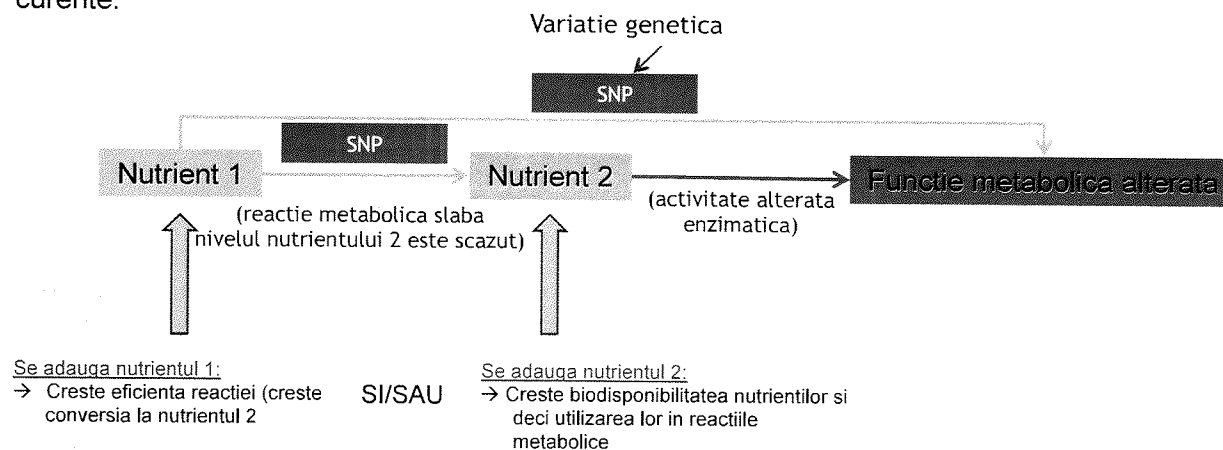 curente.
Variatie genetica
SNP
SNP
Nutrient 1
Nutrient 2
Functie metabolica alterata
(reactie metabolica slaba
nivelul nutrientului 2 este scazut)
(activitate alterata
enzimatica)
Se adauga nutrientul 1:
→ Creste eficienta reactiei (creste
conversia la nutrientul 2
SI/SAU
Se adauga nutrientul 2:
→ Creste biodisponibilitatea nutrientilor si
deci utilizarea lor in reactiile
metabolice